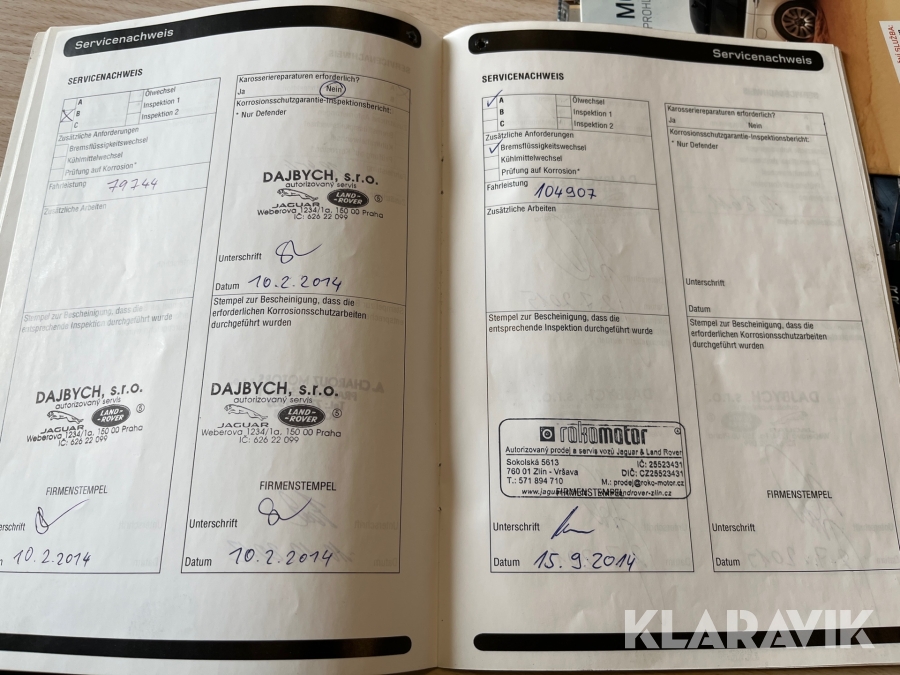 Servicenachweis
SERVICENACHWEIS
A
B
C
Ölwechsel
Inspektion 1
Inspektion 2
Zusätzliche Anforderungen
Bremsflüssigkeitswechsel
Kühlmittelwechsel
Prüfung auf Korrosion*
Fahrleistung 79744
Zusätzliche Arbeiten
Stempel zur Bescheinigung, dass die
entsprechende Inspektion durchgeführt wurde
DAJBYCH, s.r.o.
autorizovaný servis
JAGUAR LAND-ROVER 5
Weberova 1234/1a, 150 00 Praha
IČ: 626 22 099
FIRMENSTEMPEL
Unterschrift
10.2.2014
Karosseriereparaturen erforderlich?
Ja Nein
Korrosionsschutzgarantie-Inspektionsbericht:
* Nur Defender
DAJBYCH, s.r.o.
autorizovaný servis
JAGUAR LAND-ROVER 5
Weberova 1234/1a, 150 00 Praha
IČ: 626 22 099
Unterschrift
Datum 10.2.2014
Stempel zur Bescheinigung, dass die
erforderlichen Korrosionsschutzarbeiten
durchgeführt wurden
DAJBYCH, s.r.o.
autorizovaný servis
JAGUAR LAND-ROVER 5
Weberova 1234/1a, 150 00 Praha
IČ: 626 22 099
FIRMENSTEMPEL
Unterschrift
Datum 10.2.2014
Servicenachweis
SERVICENACHWEIS
A
B
C
Ölwechsel
Inspektion 1
Inspektion 2
Zusätzliche Anforderungen
Bremsflüssigkeitswechsel
Kühlmittelwechsel
Prüfung auf Korrosion*
Fahrleistung 104907
Zusätzliche Arbeiten
Stempel zur Bescheinigung, dass die
entsprechende Inspektion durchgeführt wurde
rokomotor
Autorizovaný prodej a servis vozů Jaguar & Land Rover
Sokolská 5613 IČ: 25523431
760 01 Zlín - Vršava DIČ: CZ25523431
T.: 571 894 710 M.: prodej@roko-motor.cz
FIRMENSTEMPEL
Unterschrift
Datum 15.9.2014
Karosseriereparaturen erforderlich?
Ja Nein
Korrosionsschutzgarantie-Inspektionsbericht:
* Nur Defender
Unterschrift
Datum
Stempel zur Bescheinigung, dass die
erforderlichen Korrosionsschutzarbeiten
durchgeführt wurden
FIRMENSTEMPEL
Unterschrift
Datum
KLARAVIK